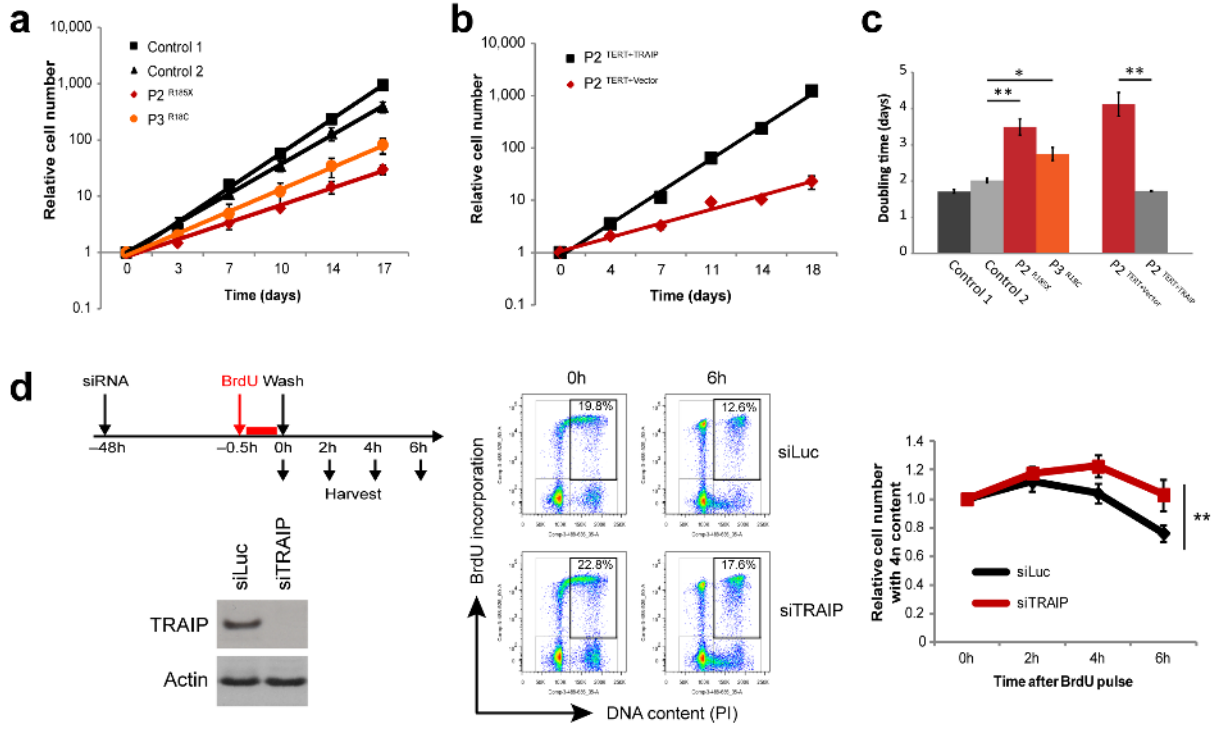 a
10,000
1,000
100
10
1
0.1
Relative cell number
Control 1
Control 2
P2 R185X
P3 R18C
0 3 7 10 14 17
Time (days)
b
10,000
1,000
100
10
1
0.1
Relative cell number
P2 TERT+TRAIP
P2 TERT+Vector
0 4 7 11 14 18
Time (days)
c
5
4
3
2
1
0
Doubling time (days)
**
*
**
Control 1
Control 2
P2 R185X
P3 R18C
P2 TERT+Vector
P2 TERT+TRAIP
d
siRNA BrdU Wash
–48h –0.5h 0h 2h 4h 6h
Harvest
siLuc
siTRAIP
TRAIP
Actin
0h 6h
19.8% 12.6%
siLuc
22.8% 17.6%
siTRAIP
0 50K 100K 150K 200K 250K
BrdU incorporation
DNA content (PI)
1.4
1.2
1.0
0.8
0.6
0.4
0.2
0
Relative cell number
with 4n content
siLuc
siTRAIP
**
0h 2h 4h 6h
Time after BrdU pulse